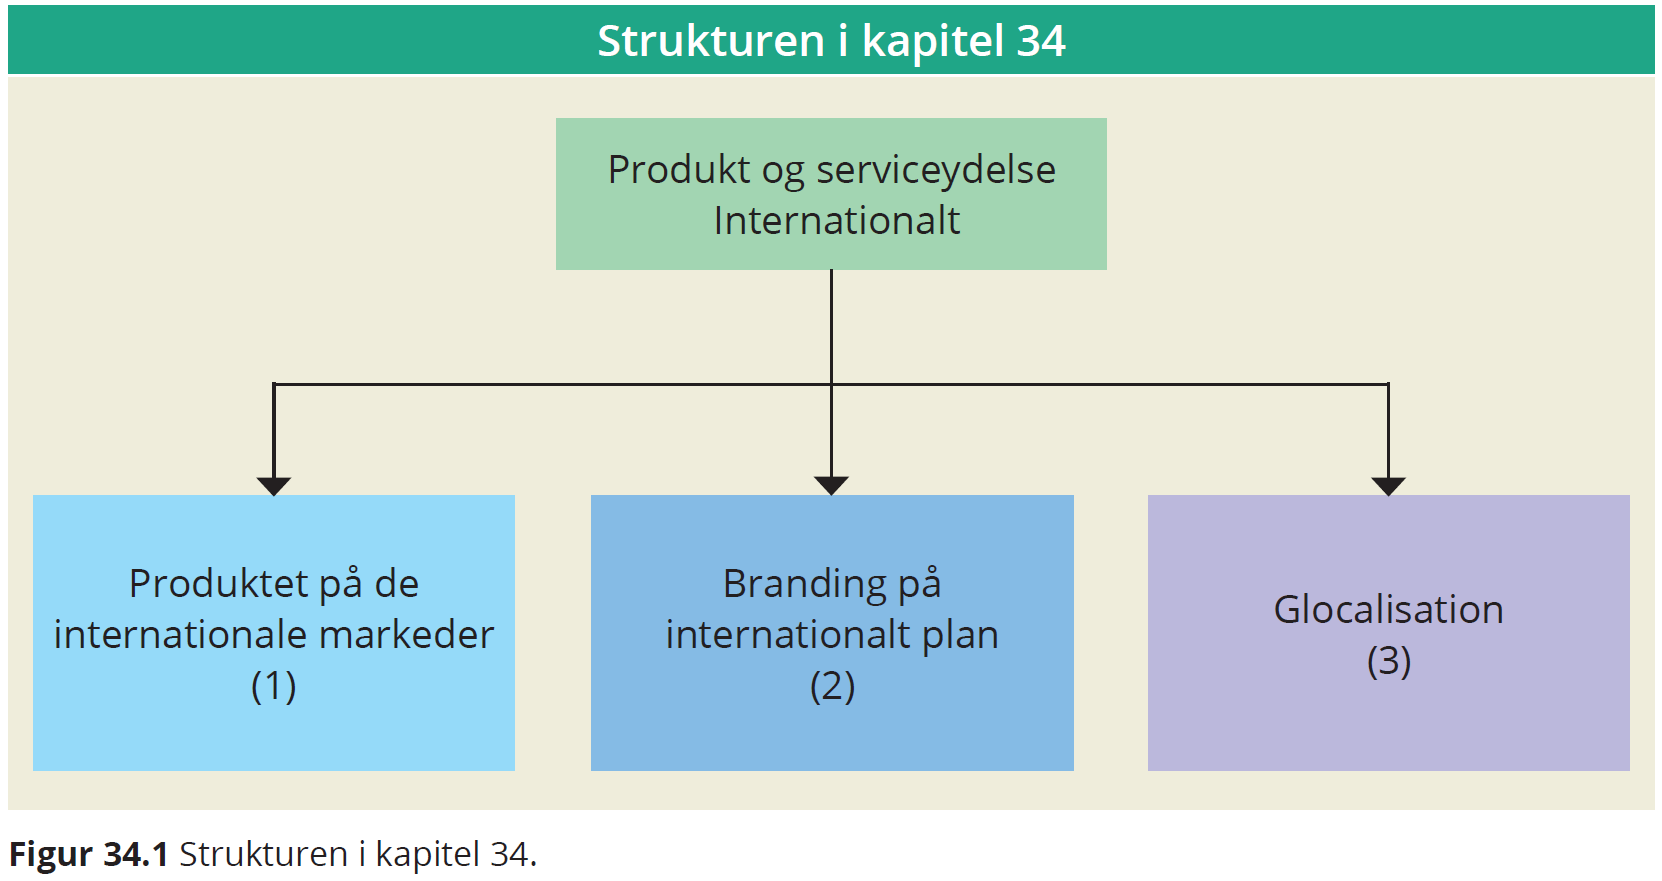 Strukturen i kapitel 34
Produkt og serviceydelse
Internationalt
Produktet på de
internationale markeder
(1)
Branding på
internationalt plan
(2)
Glocalisation
(3)
Figur 34.1 Strukturen i kapitel 34.